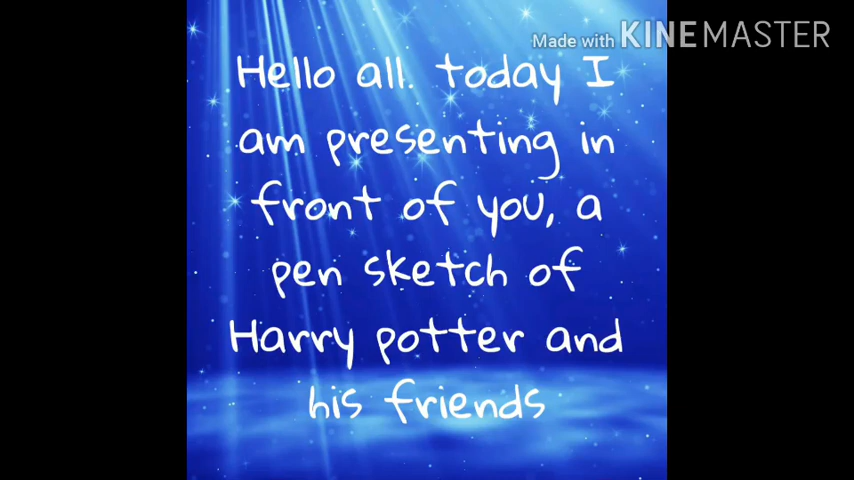 Made with KINEMASTER
Hello all. today I
am presenting in
front of you, a
pen sketch of
Harry potter and
his friends